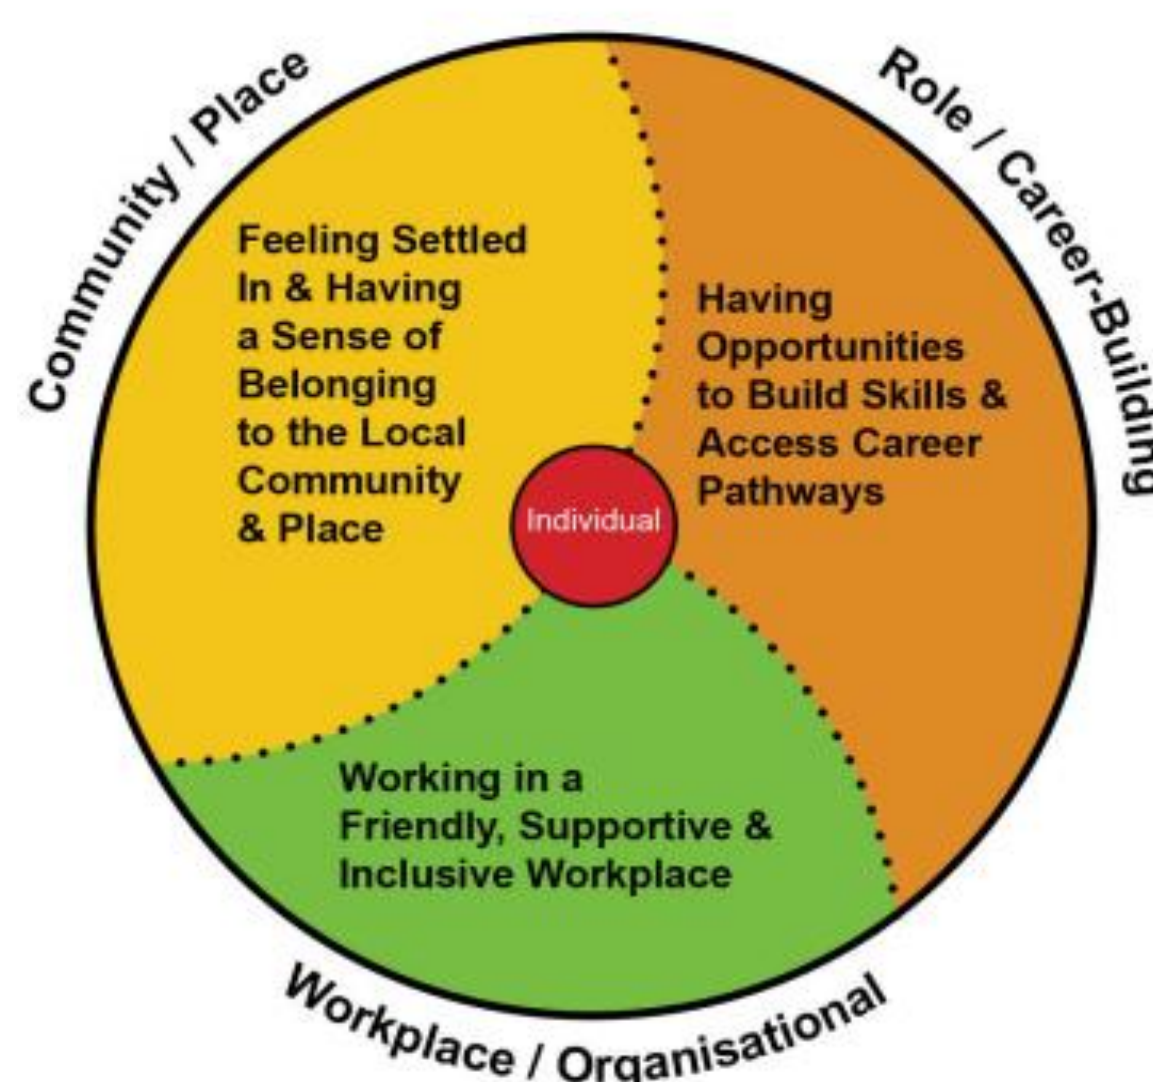 Community / Place
Role / Career-Building
Feeling Settled
In & Having
a Sense of
Belonging
to the Local
Community
& Place
Having
Opportunities
to Build Skills &
Access Career
Pathways
Individual
Working in a
Friendly, Supportive &
Inclusive Workplace
Workplace / Organisational